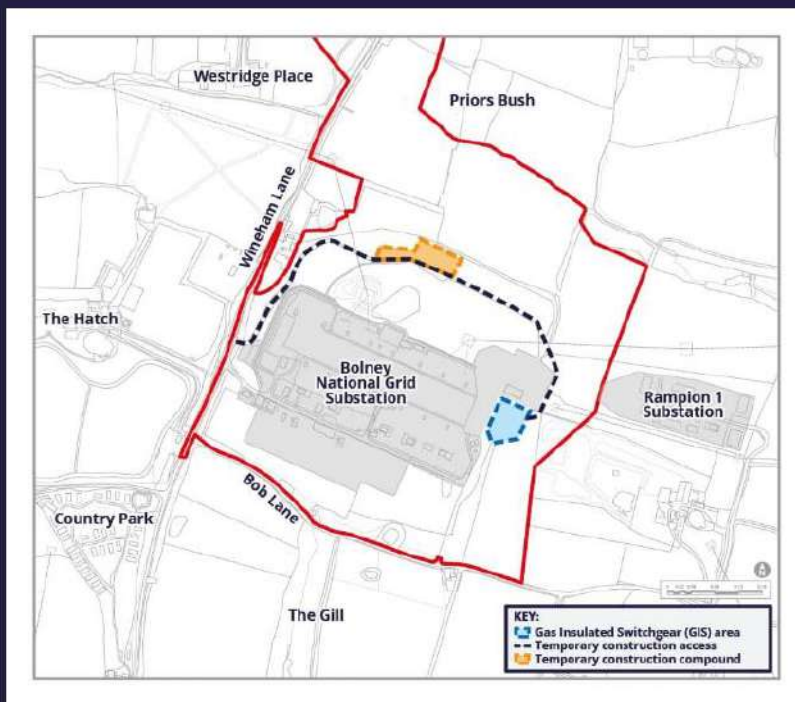 Westridge Place
Priors Bush
Wineham Lane
The Hatch
Bolney
National Grid
Substation
Rampion 1
Substation
Bob Lane
Country Park
The Gill
KEY:
Gas Insulated Switchgear (GIS) area
Temporary construction access
Temporary construction compound